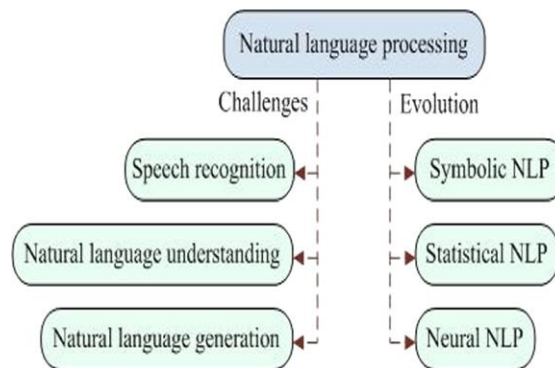 Natural language processing
Challenges
Evolution
Speech recognition
Symbolic NLP
Natural language understanding
Statistical NLP
Natural language generation
Neural NLP